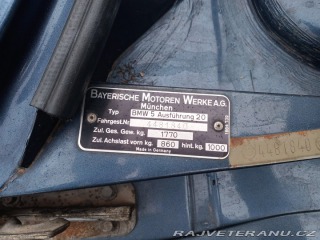 BAYERISCHE MOTOREN WERKE A.G.
München
Typ BMW 5 Ausführung 20
Fahrgest.Nr.
Zul. Ges. Gew. kg. 1770
Zul. Achslast vorn kg. 860 hint. kg. 1000
Made in Germany
RAJVETERANU.CZ